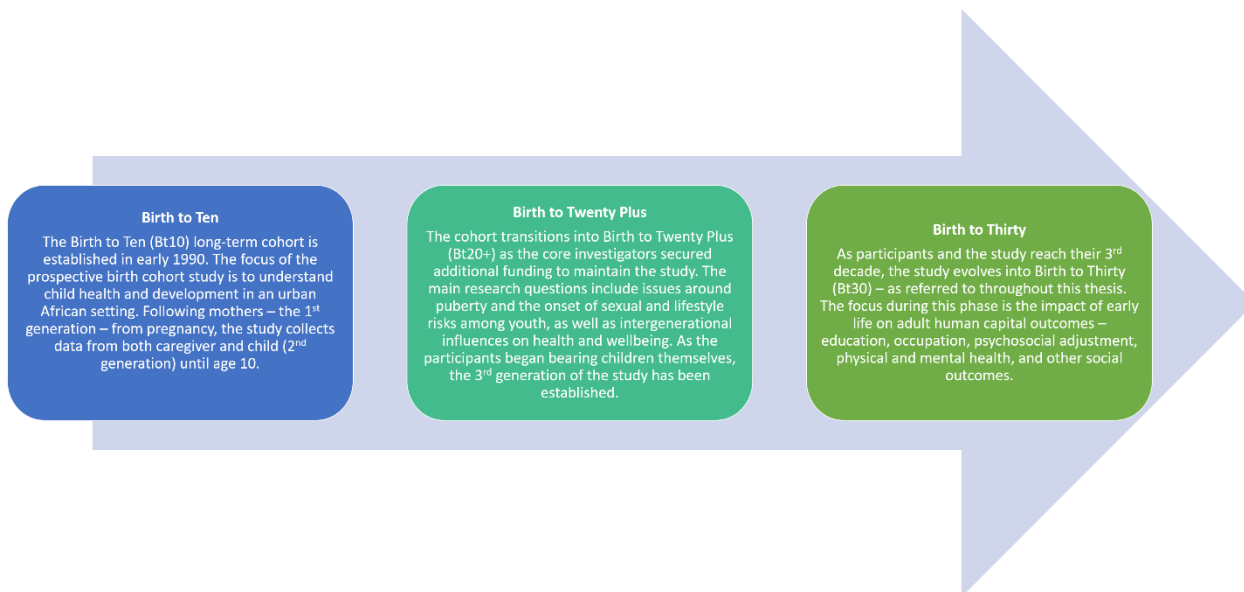 Birth to Ten
The Birth to Ten (Bt10) long-term cohort is
established in early 1990. The focus of the
prospective birth cohort study is to understand
child health and development in an urban
African setting. Following mothers – the 1st
generation – from pregnancy, the study collects
data from both caregiver and child (2nd
generation) until age 10.
Birth to Twenty Plus
The cohort transitions into Birth to Twenty Plus
(Bt20+) as the core investigators secured
additional funding to maintain the study. The
main research questions include issues around
puberty and the onset of sexual and lifestyle
risks among youth, as well as intergenerational
influences on health and wellbeing. As the
participants began bearing children themselves,
the 3rd generation of the study has been
established.
Birth to Thirty
As participants and the study reach their 3rd
decade, the study evolves into Birth to Thirty
(Bt30) – as referred to throughout this thesis.
The focus during this phase is the impact of early
life on adult human capital outcomes –
education, occupation, psychosocial adjustment,
physical and mental health, and other social
outcomes.